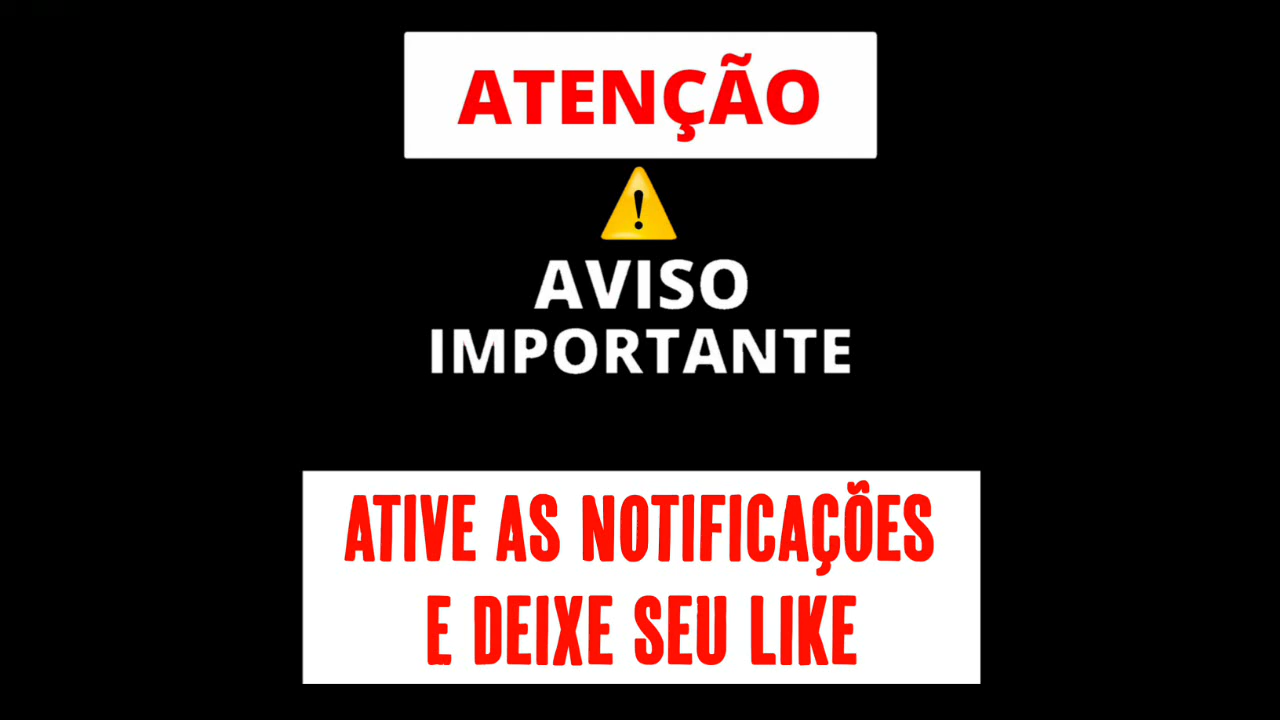 ATENÇÃO
AVISO
IMPORTANTE
ATIVE AS NOTIFICAÇÕES
E DEIXE SEU LIKE